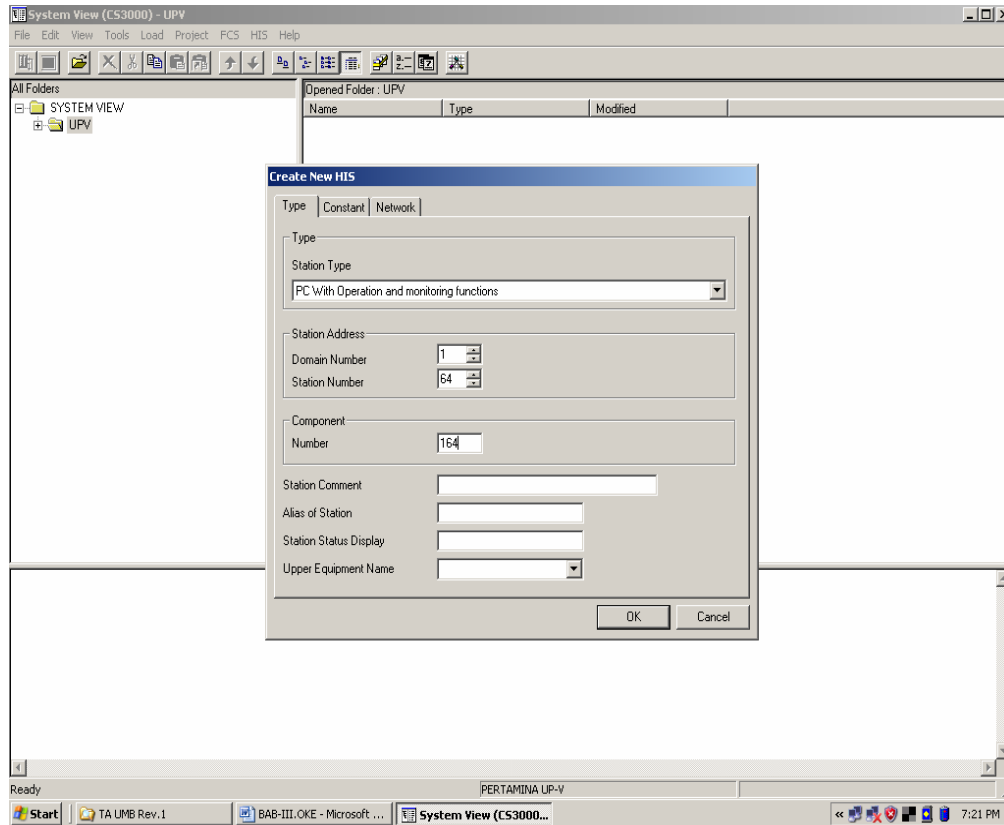 System View (CS3000) - UPV
File Edit View Tools Load Project FCS HIS Help
All Folders
Opened Folder : UPV
SYSTEM VIEW
UPV
Name Type Modified
Create New HIS
Type Constant Network
Type
Station Type
PC With Operation and monitoring functions
Station Address
Domain Number 1
Station Number 64
Component
Number 164
Station Comment
Alias of Station
Station Status Display
Upper Equipment Name
OK Cancel
Ready PERTAMINA UP-V
Start TA UMB Rev.1 BAB-III.OKE - Microsoft ... System View (CS3000... 7:21 PM